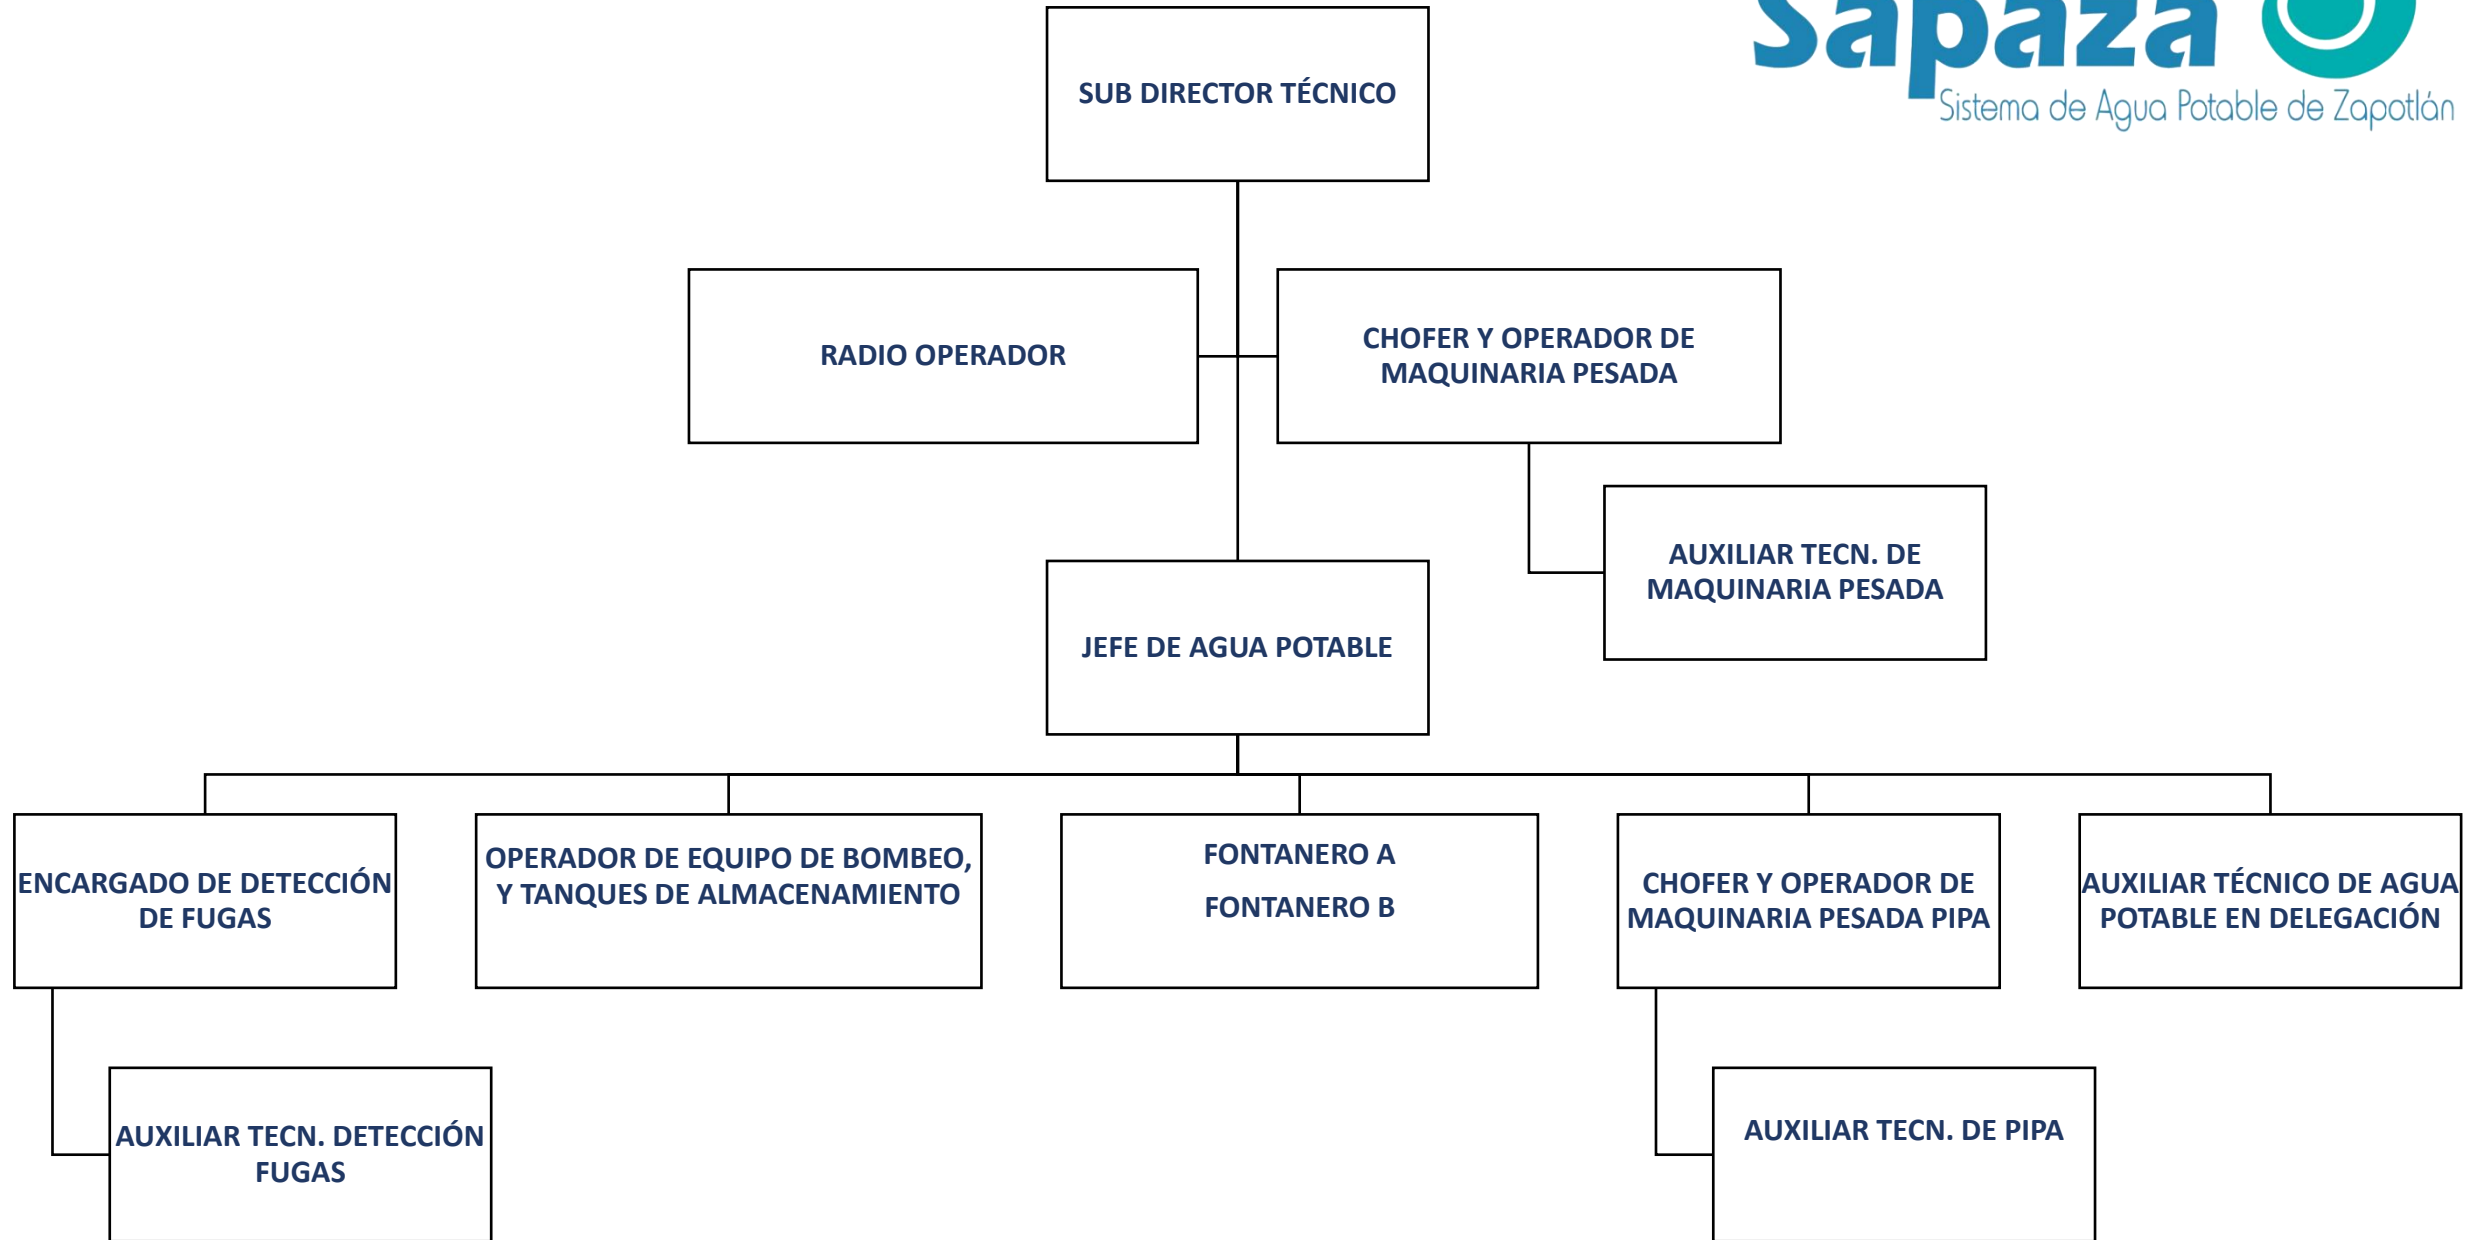 Sapaza
Sistema de Agua Potable de Zapotlán
SUB DIRECTOR TÉCNICO
RADIO OPERADOR
CHOFER Y OPERADOR DE
MAQUINARIA PESADA
AUXILIAR TECN. DE
MAQUINARIA PESADA
JEFE DE AGUA POTABLE
ENCARGADO DE DETECCIÓN
DE FUGAS
OPERADOR DE EQUIPO DE BOMBEO,
Y TANQUES DE ALMACENAMIENTO
FONTANERO A
FONTANERO B
CHOFER Y OPERADOR DE
MAQUINARIA PESADA PIPA
AUXILIAR TÉCNICO DE AGUA
POTABLE EN DELEGACIÓN
AUXILIAR TECN. DETECCIÓN
FUGAS
AUXILIAR TECN. DE PIPA